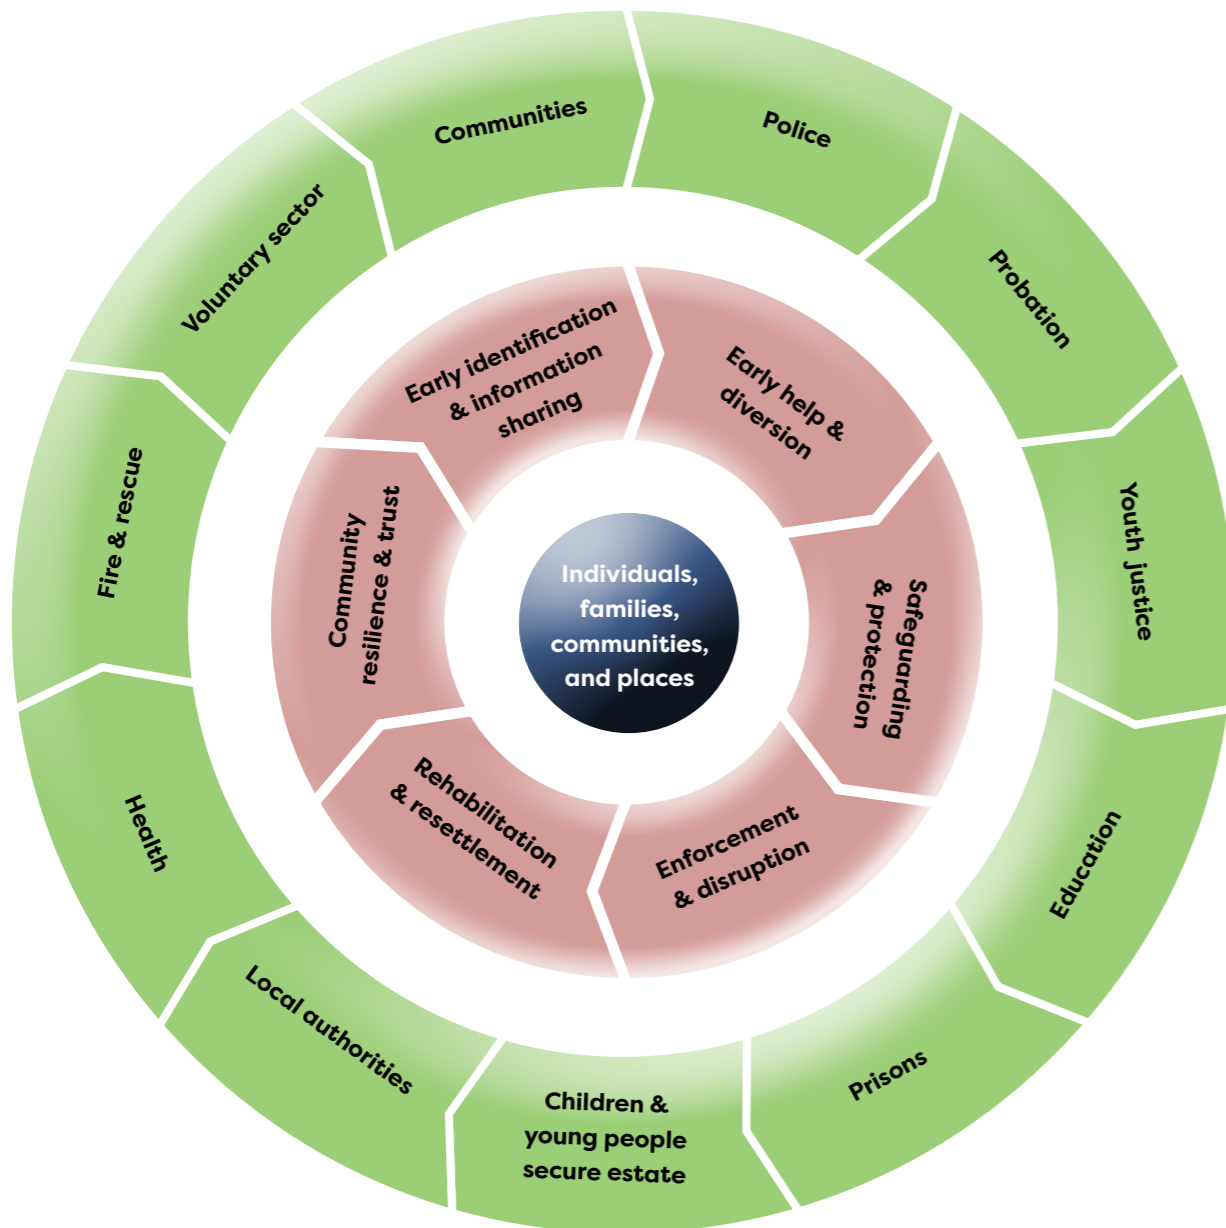 Communities
Police
Probation
Youth justice
Education
Prisons
Children &
young people
secure estate
Local authorities
Health
Fire & rescue
Voluntary sector
Early identification
& information
sharing
Early help &
diversion
Safeguarding
& protection
Enforcement
& disruption
Rehabilitation
& resettlement
Community
resilience & trust
Individuals,
families,
communities,
and places